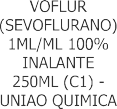 VOFLUR
(SEVOFLURANO)
1ML/ML 100%
INALANTE
250ML (C1) -
UNIAO QUIMICA